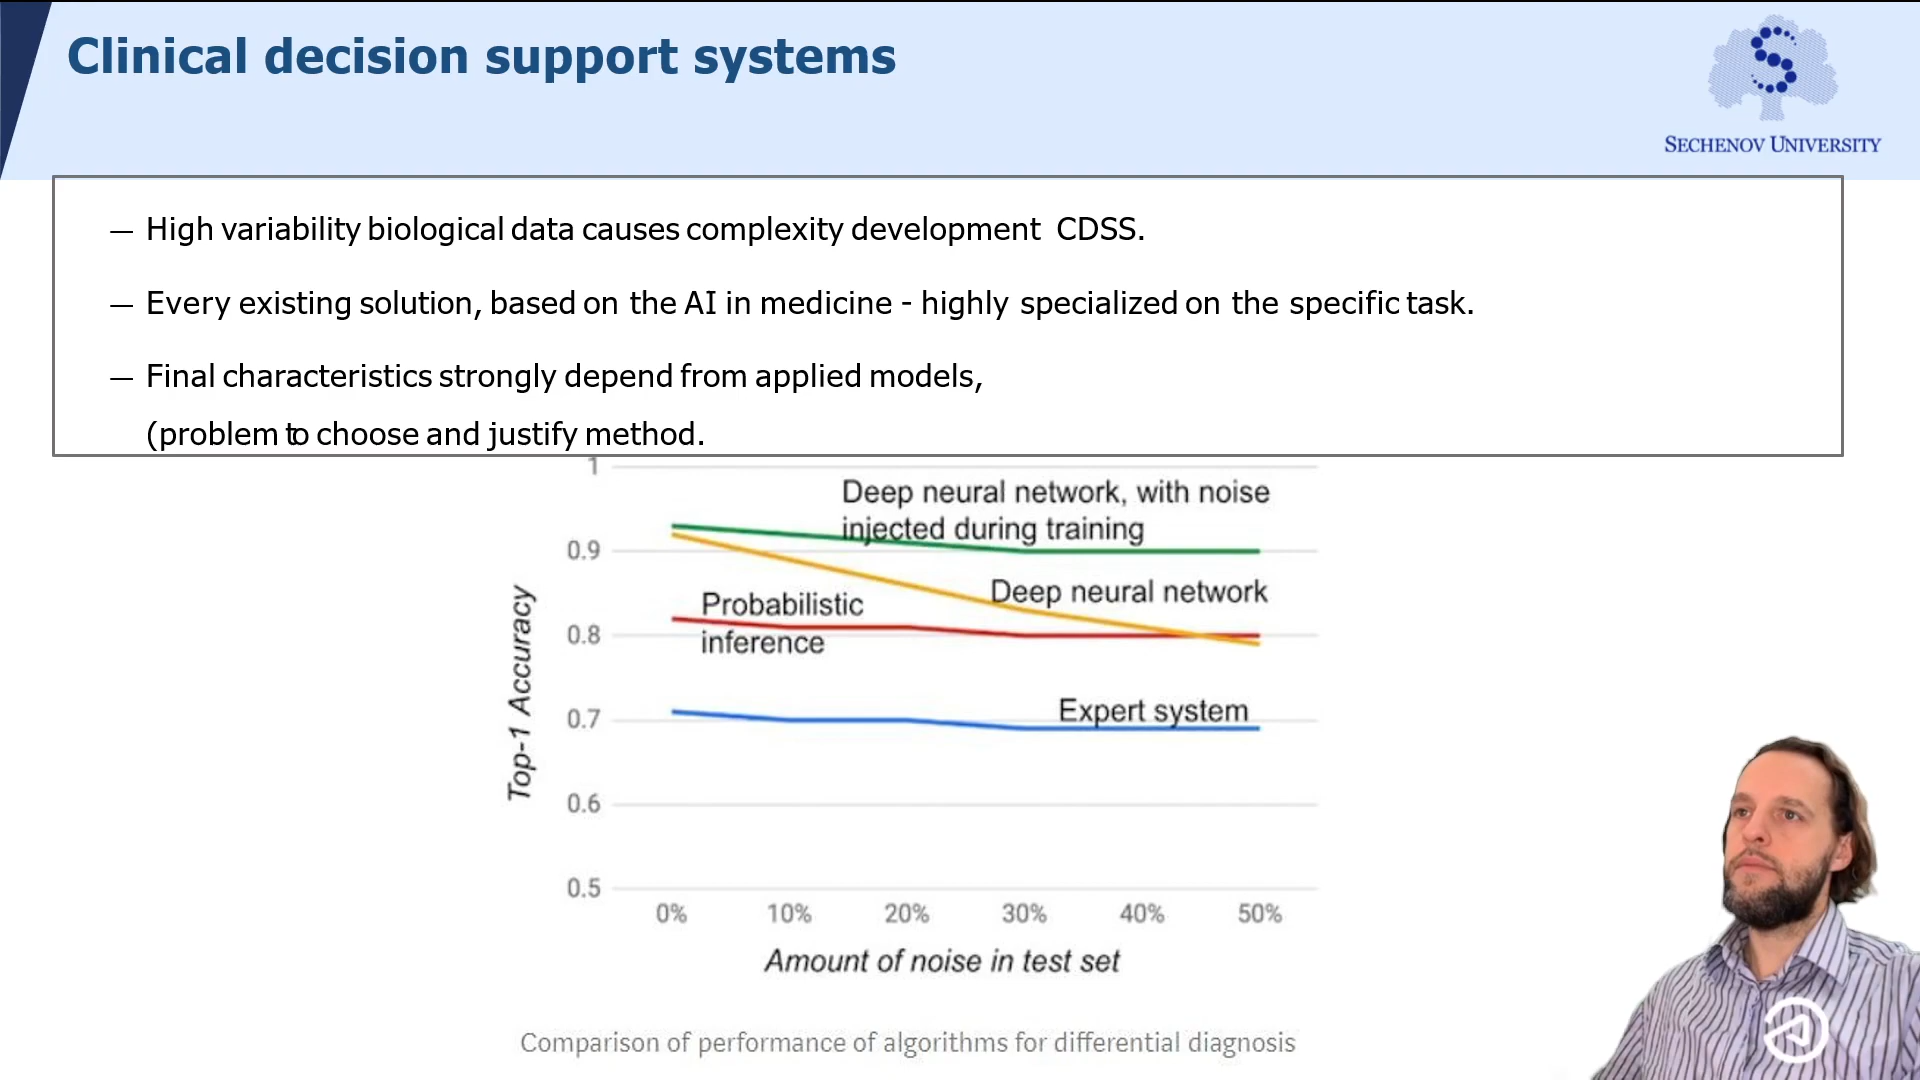 Clinical decision support systems
SECHENOV UNIVERSITY
— High variability biological data causes complexity development CDSS.
— Every existing solution, based on the AI in medicine - highly specialized on the specific task.
— Final characteristics strongly depend from applied models,
(problem to choose and justify method.
1
Deep neural network, with noise
injected during training
0.9
Deep neural network
Probabilistic
inference
0.8
Expert system
0.7
0.6
0.5
Top-1 Accuracy
0% 10% 20% 30% 40% 50%
Amount of noise in test set
Comparison of performance of algorithms for differential diagnosis